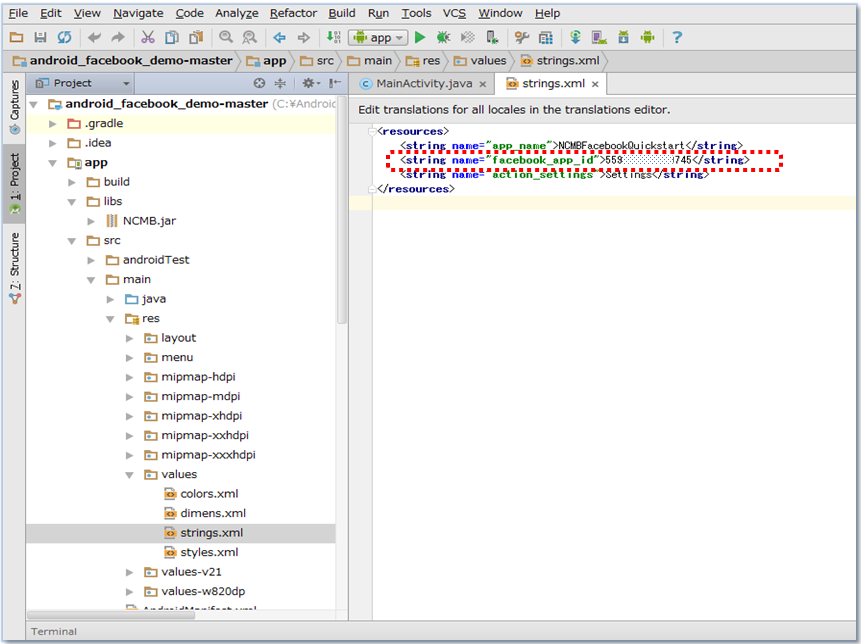 File Edit View Navigate Code Analyze Refactor Build Run Tools VCS Window Help
app
android_facebook_demo-master app src main res values strings.xml
Project
MainActivity.java strings.xml
Captures
1: Project
7: Structure
android_facebook_demo-master (C:¥Android
.gradle
.idea
app
build
libs
NCMB.jar
src
androidTest
main
java
res
layout
menu
mipmap-hdpi
mipmap-mdpi
mipmap-xhdpi
mipmap-xxhdpi
mipmap-xxxhdpi
values
colors.xml
dimens.xml
strings.xml
styles.xml
values-v21
values-w820dp
AndroidManifest.xml
Edit translations for all locales in the translations editor.
<resources>
<string name="app_name">NCMBFacebookQuickstart</string>
<string name="facebook_app_id">559 745</string>
<string name="action_settings">Settings</string>
</resources>
Terminal